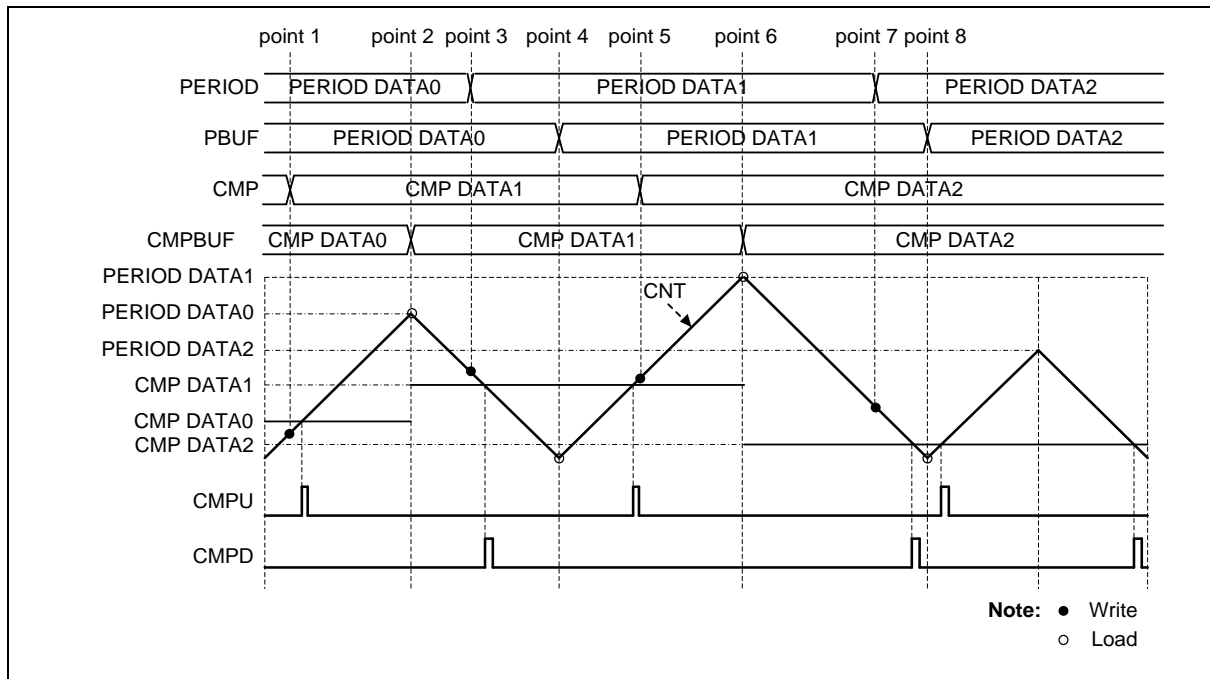 point 1 point 2 point 3 point 4 point 5 point 6 point 7 point 8
PERIOD PERIOD DATA0 PERIOD DATA1 PERIOD DATA2
PBUF PERIOD DATA0 PERIOD DATA1 PERIOD DATA2
CMP CMP DATA1 CMP DATA2
CMPBUF CMP DATA0 CMP DATA1 CMP DATA2
PERIOD DATA1
CNT
PERIOD DATA0
PERIOD DATA2
CMP DATA1
CMP DATA0
CMP DATA2
CMPU
CMPD
Note: ● Write
○ Load